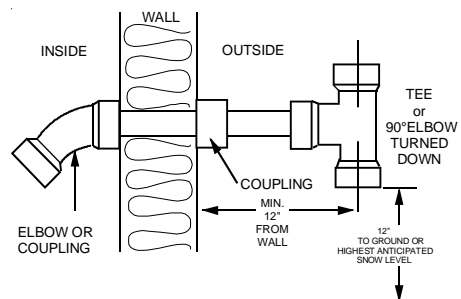 WALL
INSIDE
OUTSIDE
TEE
or
90°ELBOW
TURNED
DOWN
COUPLING
MIN.
12"
FROM
WALL
ELBOW OR
COUPLING
12"
TO GROUND OR
HIGHEST ANTICIPATED
SNOW LEVEL